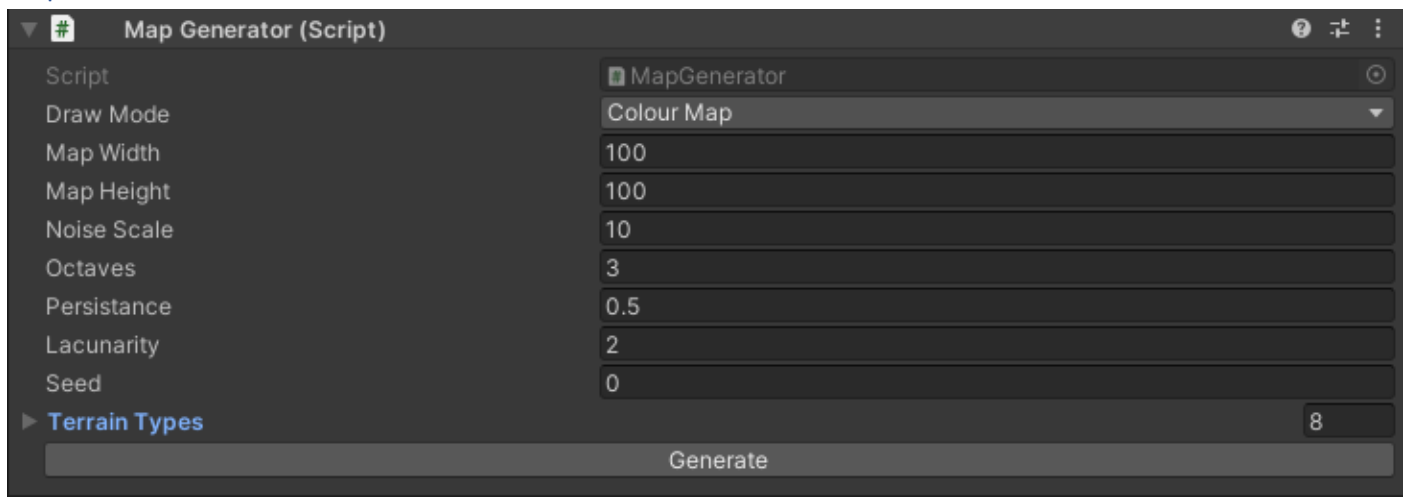 # Map Generator (Script)
Script # MapGenerator
Draw Mode Colour Map
Map Width 100
Map Height 100
Noise Scale 10
Octaves 3
Persistance 0.5
Lacunarity 2
Seed 0
Terrain Types 8
Generate